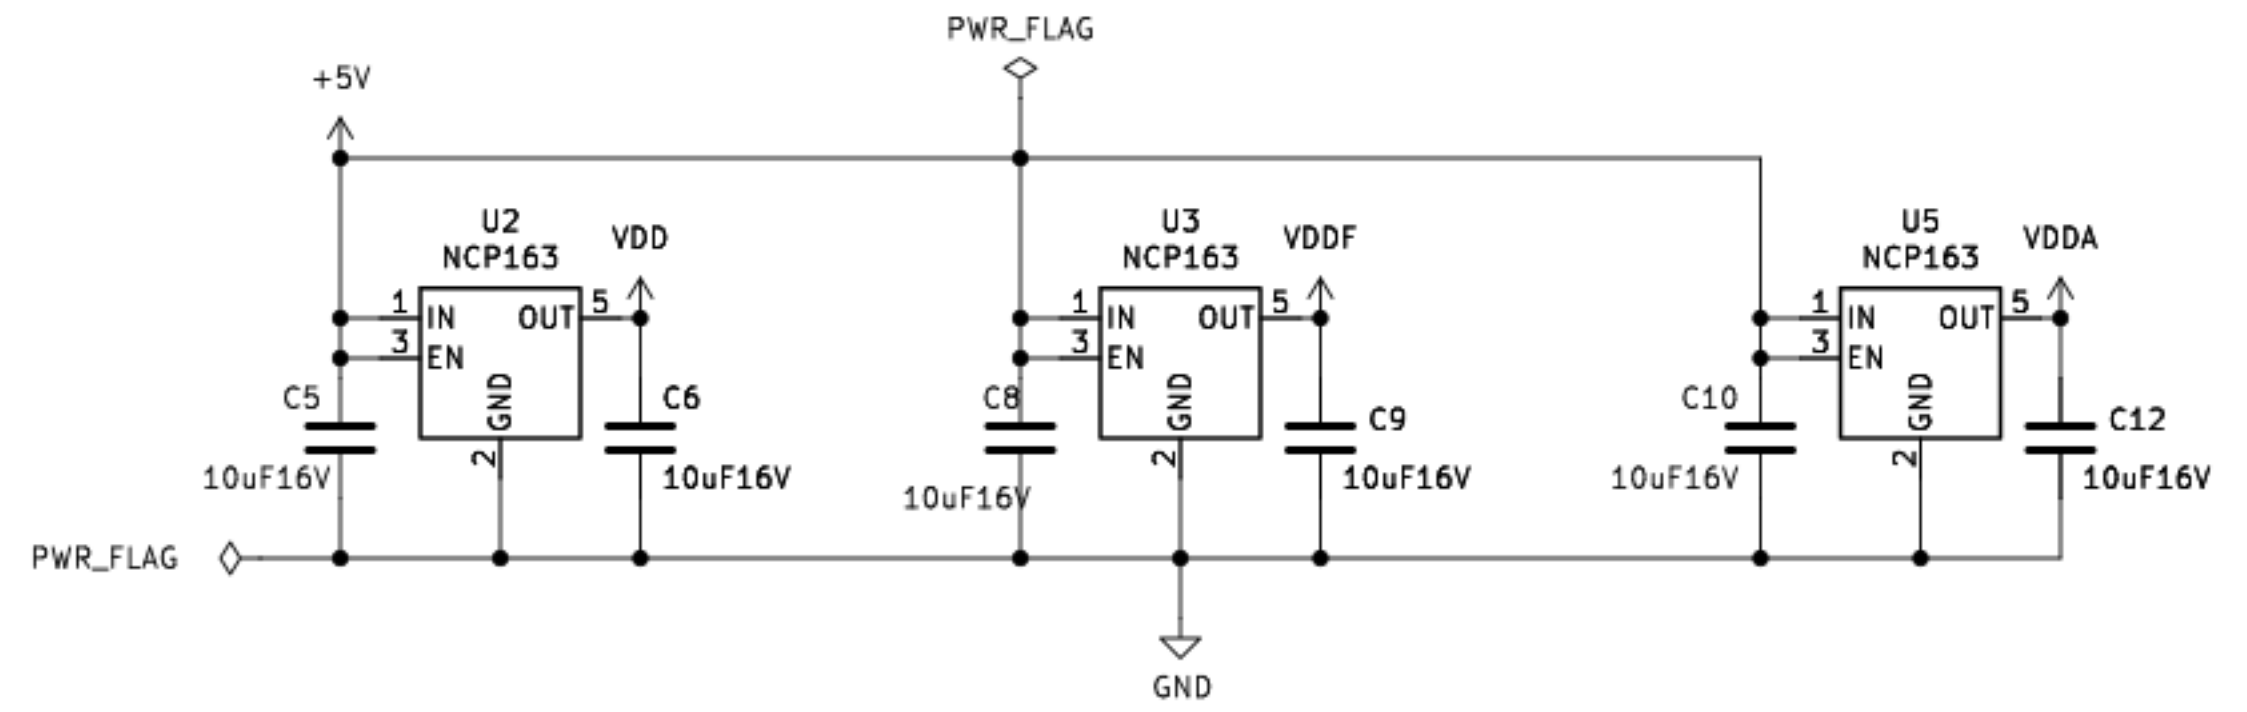 PWR_FLAG
+5V
U2
NCP163
VDD
1
IN
OUT
5
3
EN
GND
2
C5
10uF16V
C6
10uF16V
U3
NCP163
VDDF
1
IN
OUT
5
3
EN
GND
2
C8
10uF16V
C9
10uF16V
U5
NCP163
VDDA
1
IN
OUT
5
3
EN
GND
2
C10
10uF16V
C12
10uF16V
PWR_FLAG
GND